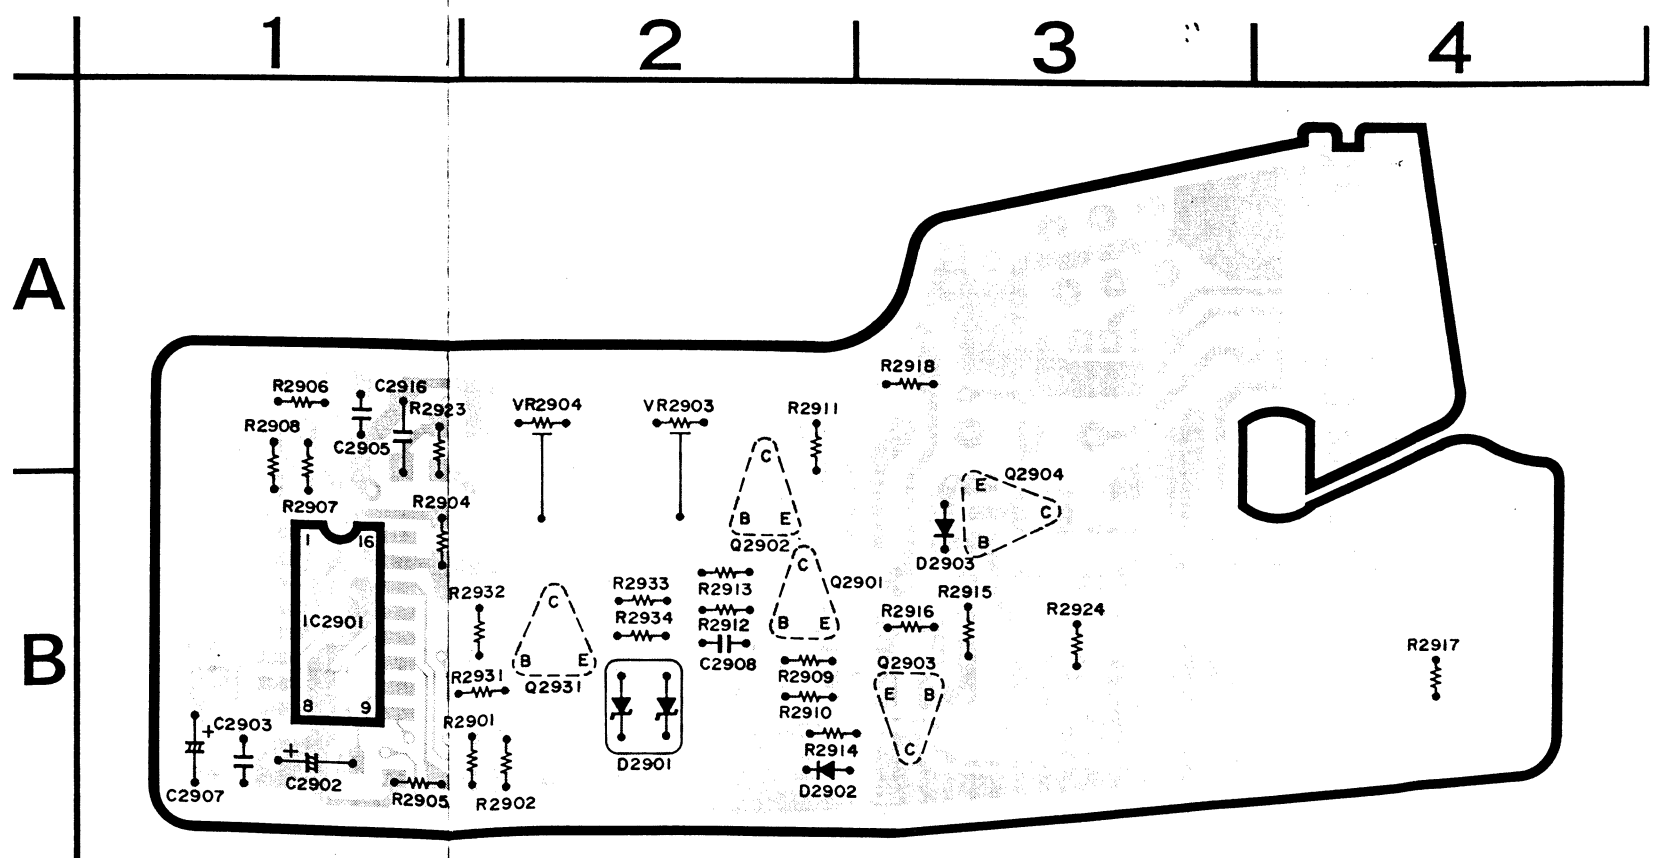 1 2 3 4
A
R2918
R2906 C2916
R2923 VR2904 VR2903 R2911
R2908
C2905
C
Q2904
E
R2907 R2904
C
B E
B
1 16
Q2902
D2903
C
R2933 Q2901
R2932 R2913 R2915
C
R2934 R2916 R2924
IC2901 R2912
B E
B
R2917
B E C2908 Q2903
R2931 Q2931 R2909
E B
8 9
R2910
+ C2903 R2901
+ R2914 C
D2901
C2902
C2907 R2905 R2902 D2902